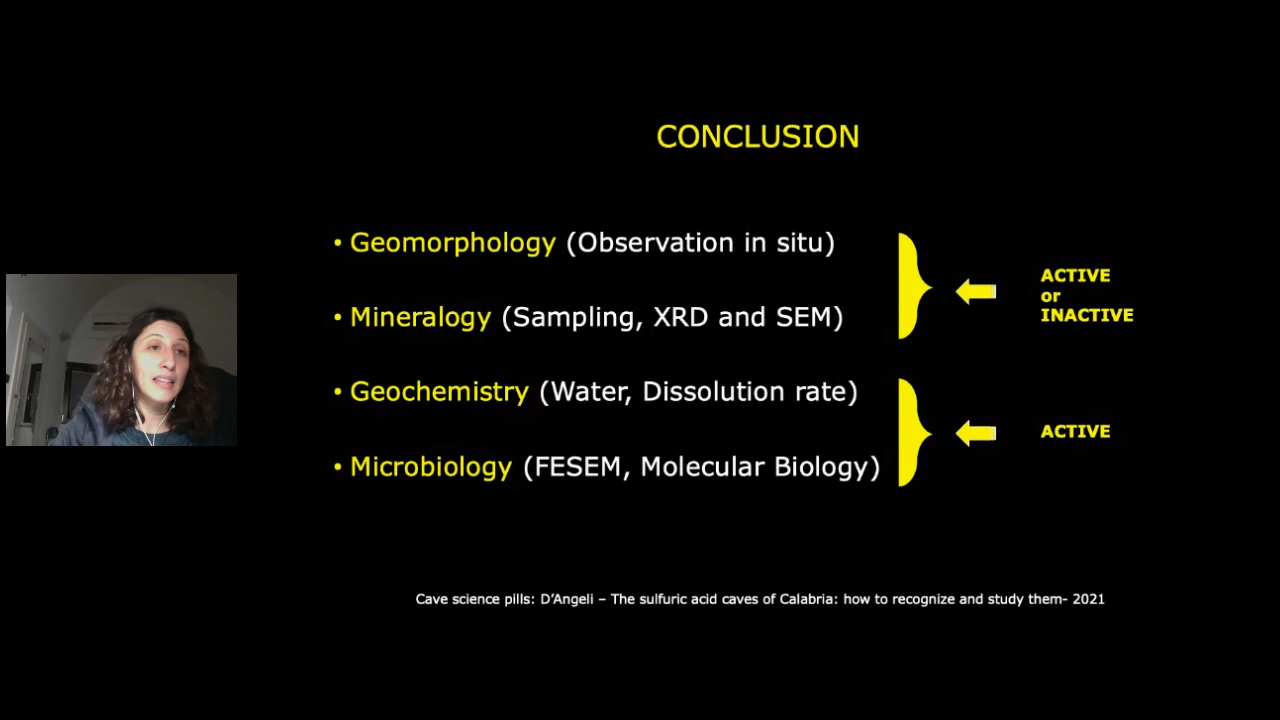 CONCLUSION
• Geomorphology (Observation in situ)
• Mineralogy (Sampling, XRD and SEM)
ACTIVE
or
INACTIVE
• Geochemistry (Water, Dissolution rate)
• Microbiology (FESEM, Molecular Biology)
ACTIVE
Cave science pills: D’Angeli – The sulfuric acid caves of Calabria: how to recognize and study them- 2021